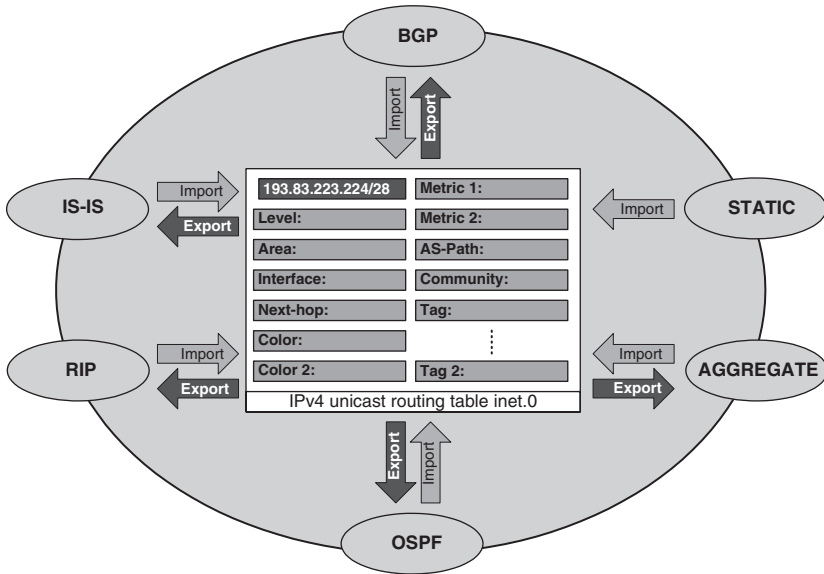 BGP
Import
Export
IS-IS
Import
Export
193.83.223.224/28
Metric 1:
Level:
Metric 2:
Area:
AS-Path:
Interface:
Community:
Next-hop:
Tag:
Color:
Color 2:
Tag 2:
IPv4 unicast routing table inet.0
Import
STATIC
RIP
Import
Export
Import
Export
AGGREGATE
Export
Import
OSPF